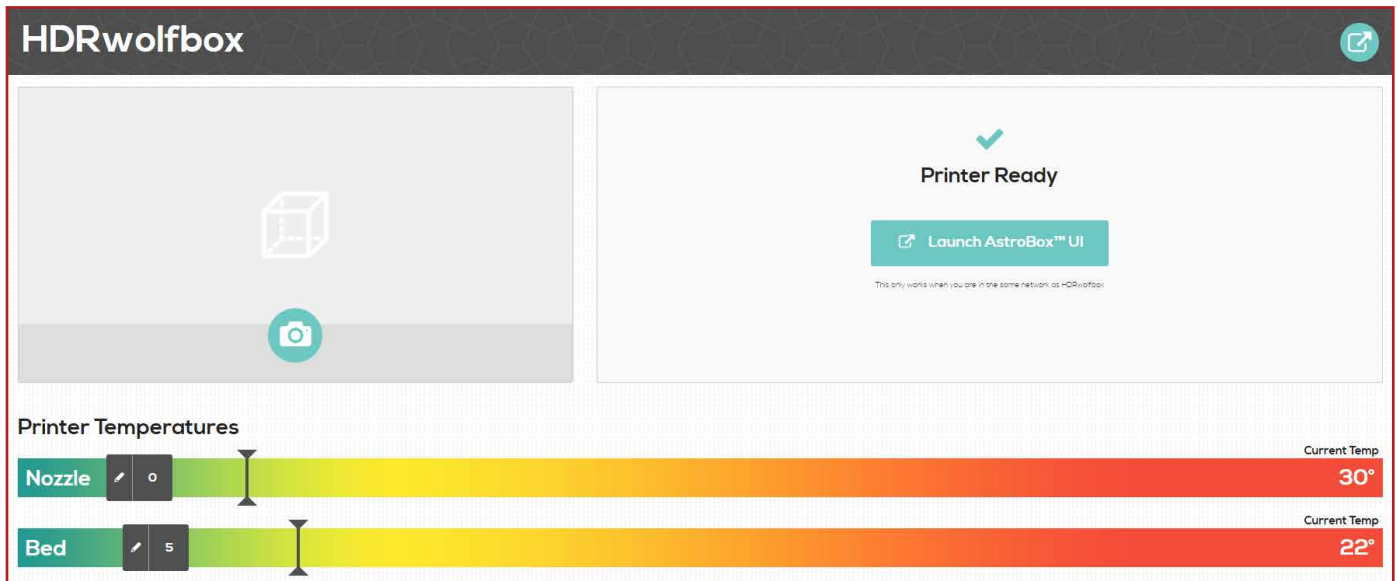 HDRwolfbox
Printer Ready
Launch AstroBox™ UI
This only works when you are in the same network as HDRwolfbox
Printer Temperatures
Current Temp
Nozzle 0 30°
Current Temp
Bed 5 22°